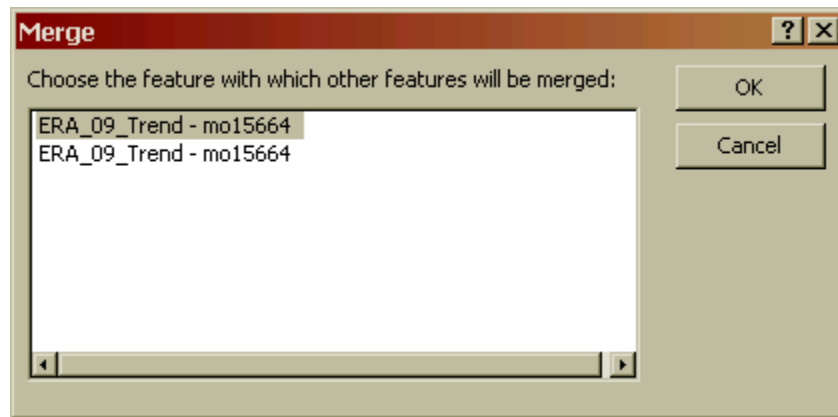 Merge
Choose the feature with which other features will be merged:
ERA_09_Trend - mo15664
ERA_09_Trend - mo15664
OK
Cancel